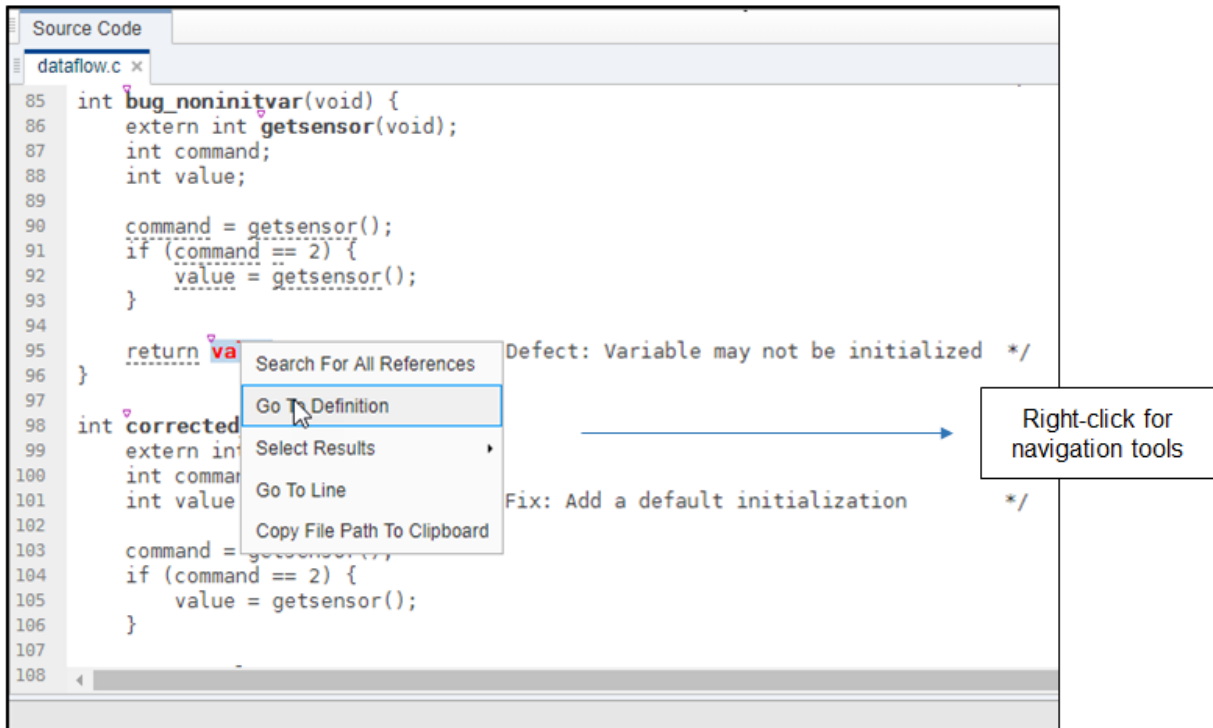 Source Code
dataflow.c ×
85 int bug_noninitvar(void) {
86 extern int getsensor(void);
87 int command;
88 int value;
89
90 command = getsensor();
91 if (command == 2) {
92 value = getsensor();
93 }
94
95 return va Defect: Variable may not be initialized */
Search For All References
96 }
97
Go To Definition
98 int corrected
Right-click for
navigation tools
99 extern in
Select Results
100 int comma
Go To Line
101 int value Fix: Add a default initialization */
102
Copy File Path To Clipboard
103 command = getsensor();
104 if (command == 2) {
105 value = getsensor();
106 }
107
108